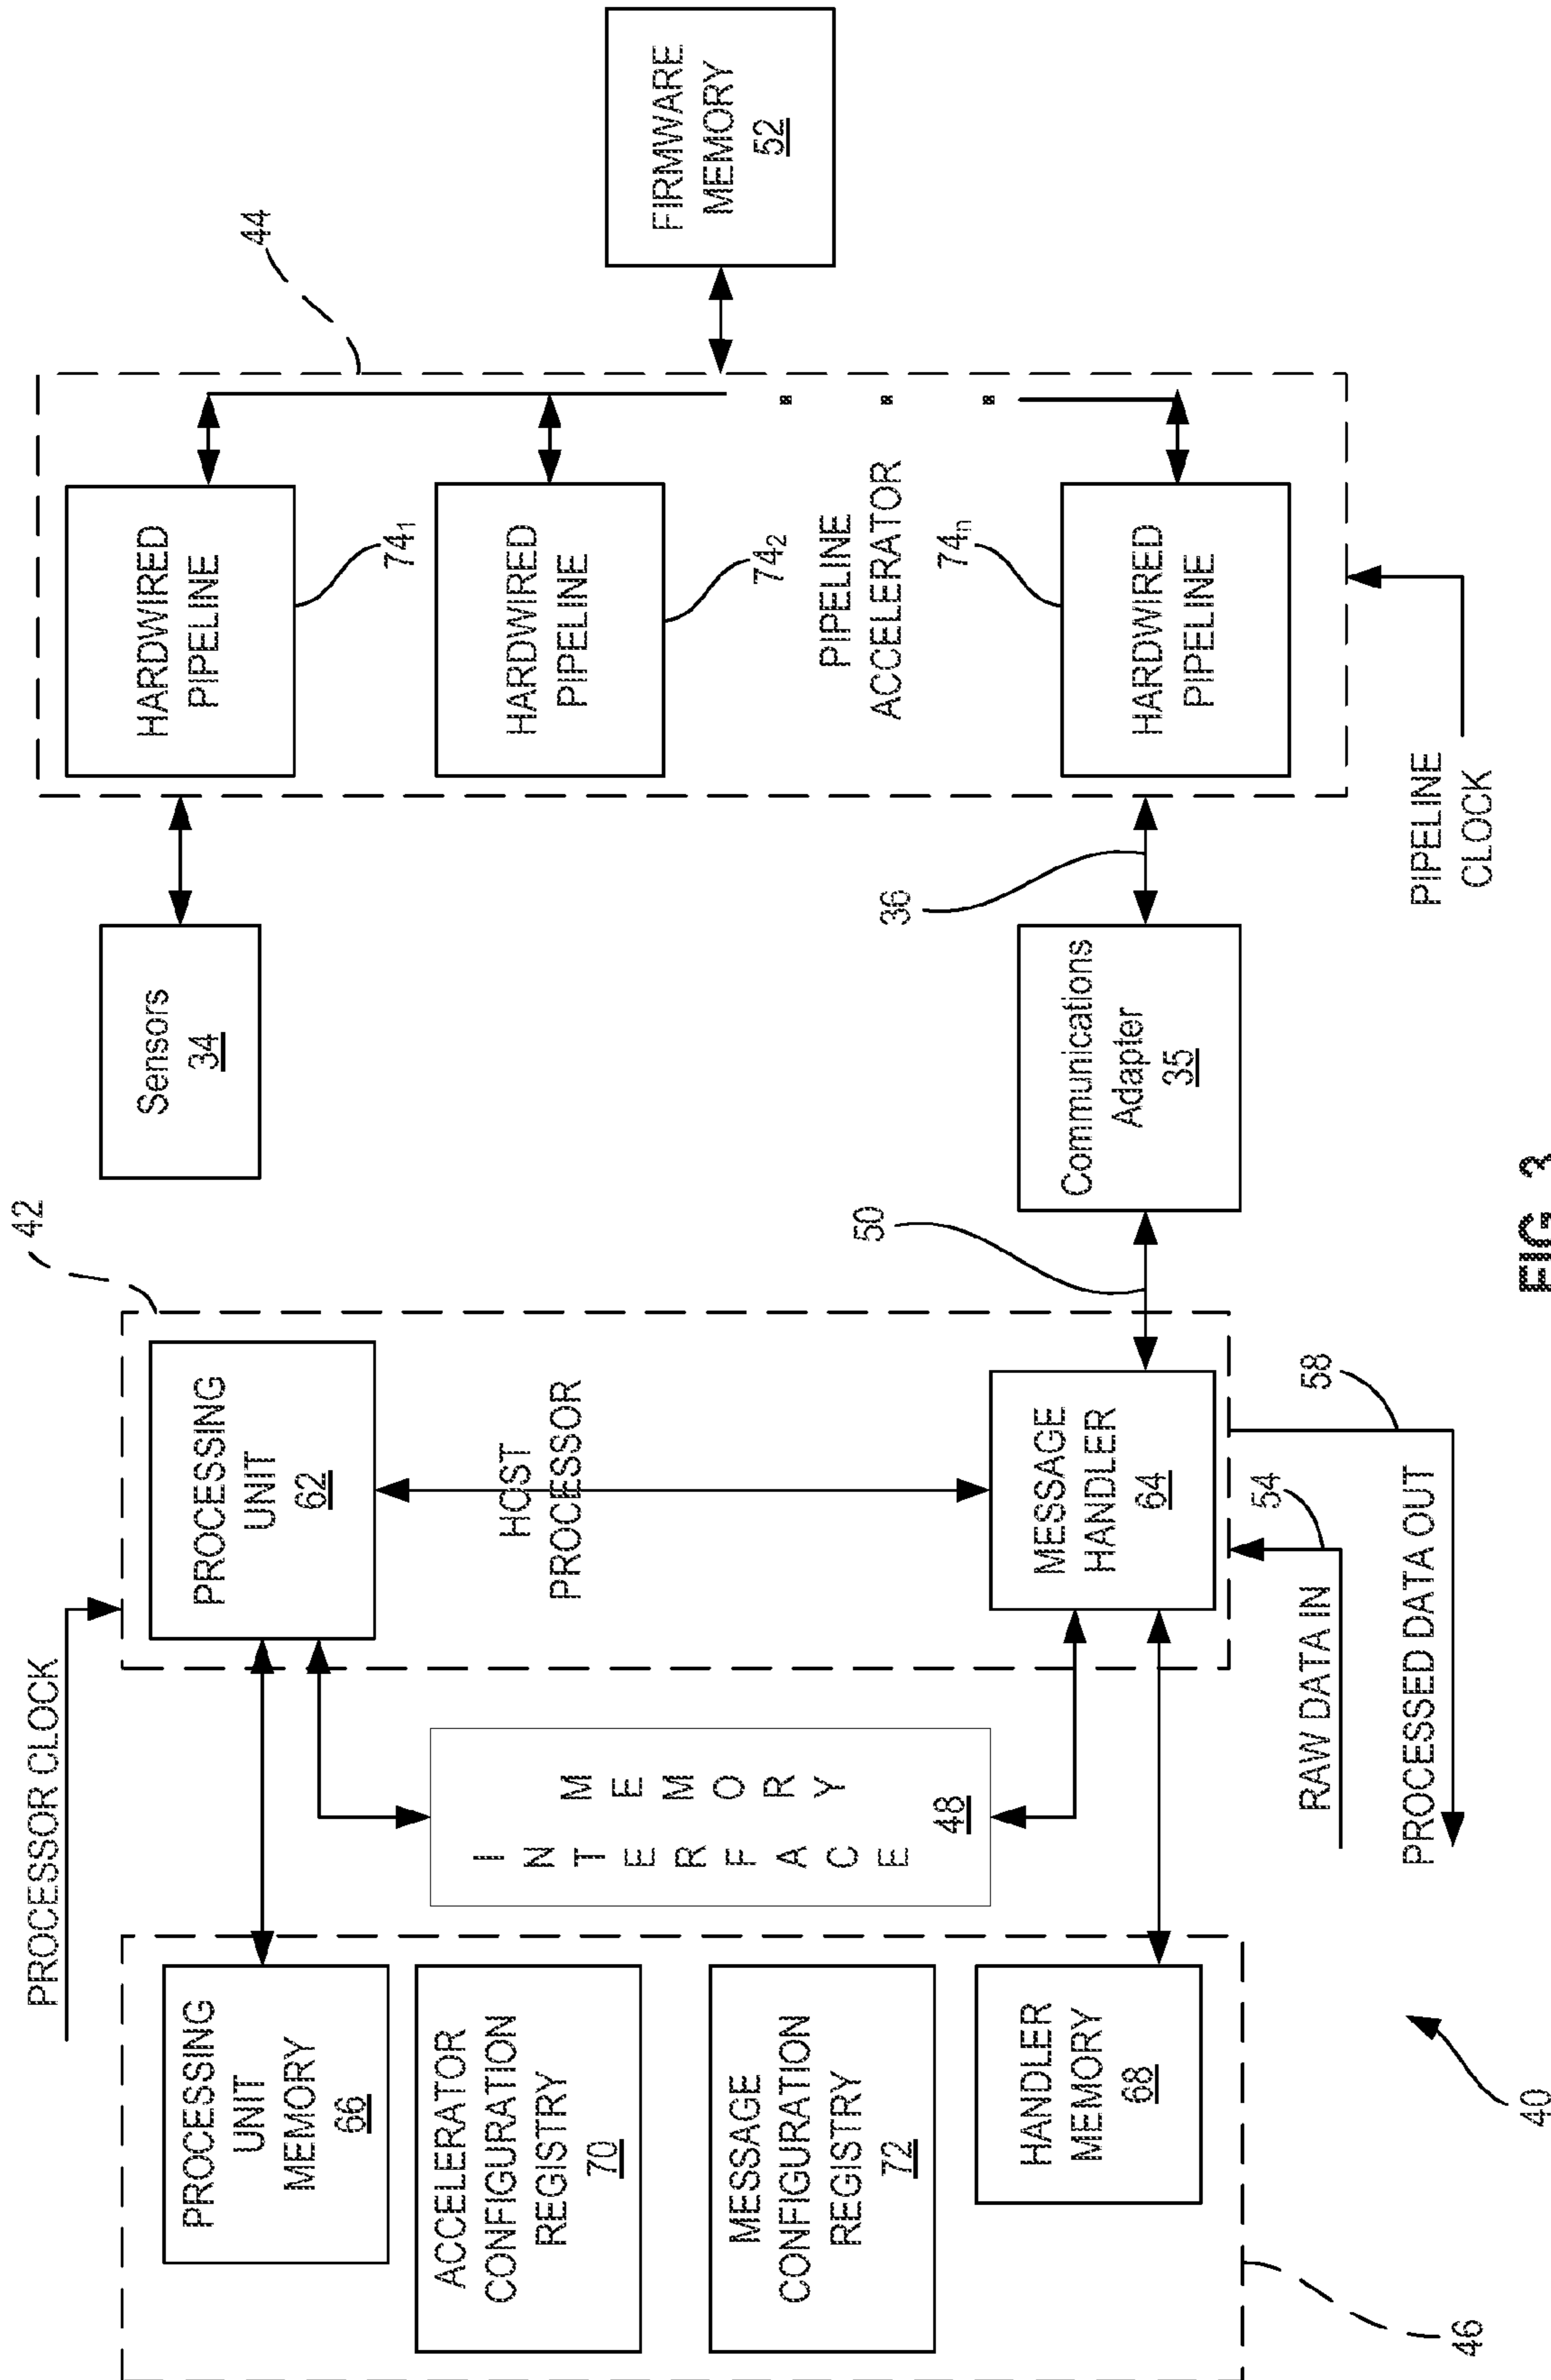 PROCESSOR CLOCK
42
44
PROCESSING
UNIT
MEMORY
66
ACCELERATOR
CONFIGURATION
REGISTRY
70
MESSAGE
CONFIGURATION
REGISTRY
72
HANDLER
MEMORY
68
46
M E M O R Y
I N T E R F A C E
48
PROCESSING
UNIT
62
HOST
PROCESSOR
MESSAGE
HANDLER
64
RAW DATA IN
54
PROCESSED DATA OUT
58
50
Sensors
34
Communications
Adapter
35
36
HARDWIRED
PIPELINE
74₁
HARDWIRED
PIPELINE
74₂
PIPELINE
ACCELERATOR
74ₙ
HARDWIRED
PIPELINE
FIRMWARE
MEMORY
52
PIPELINE
CLOCK
40
FIG. 3